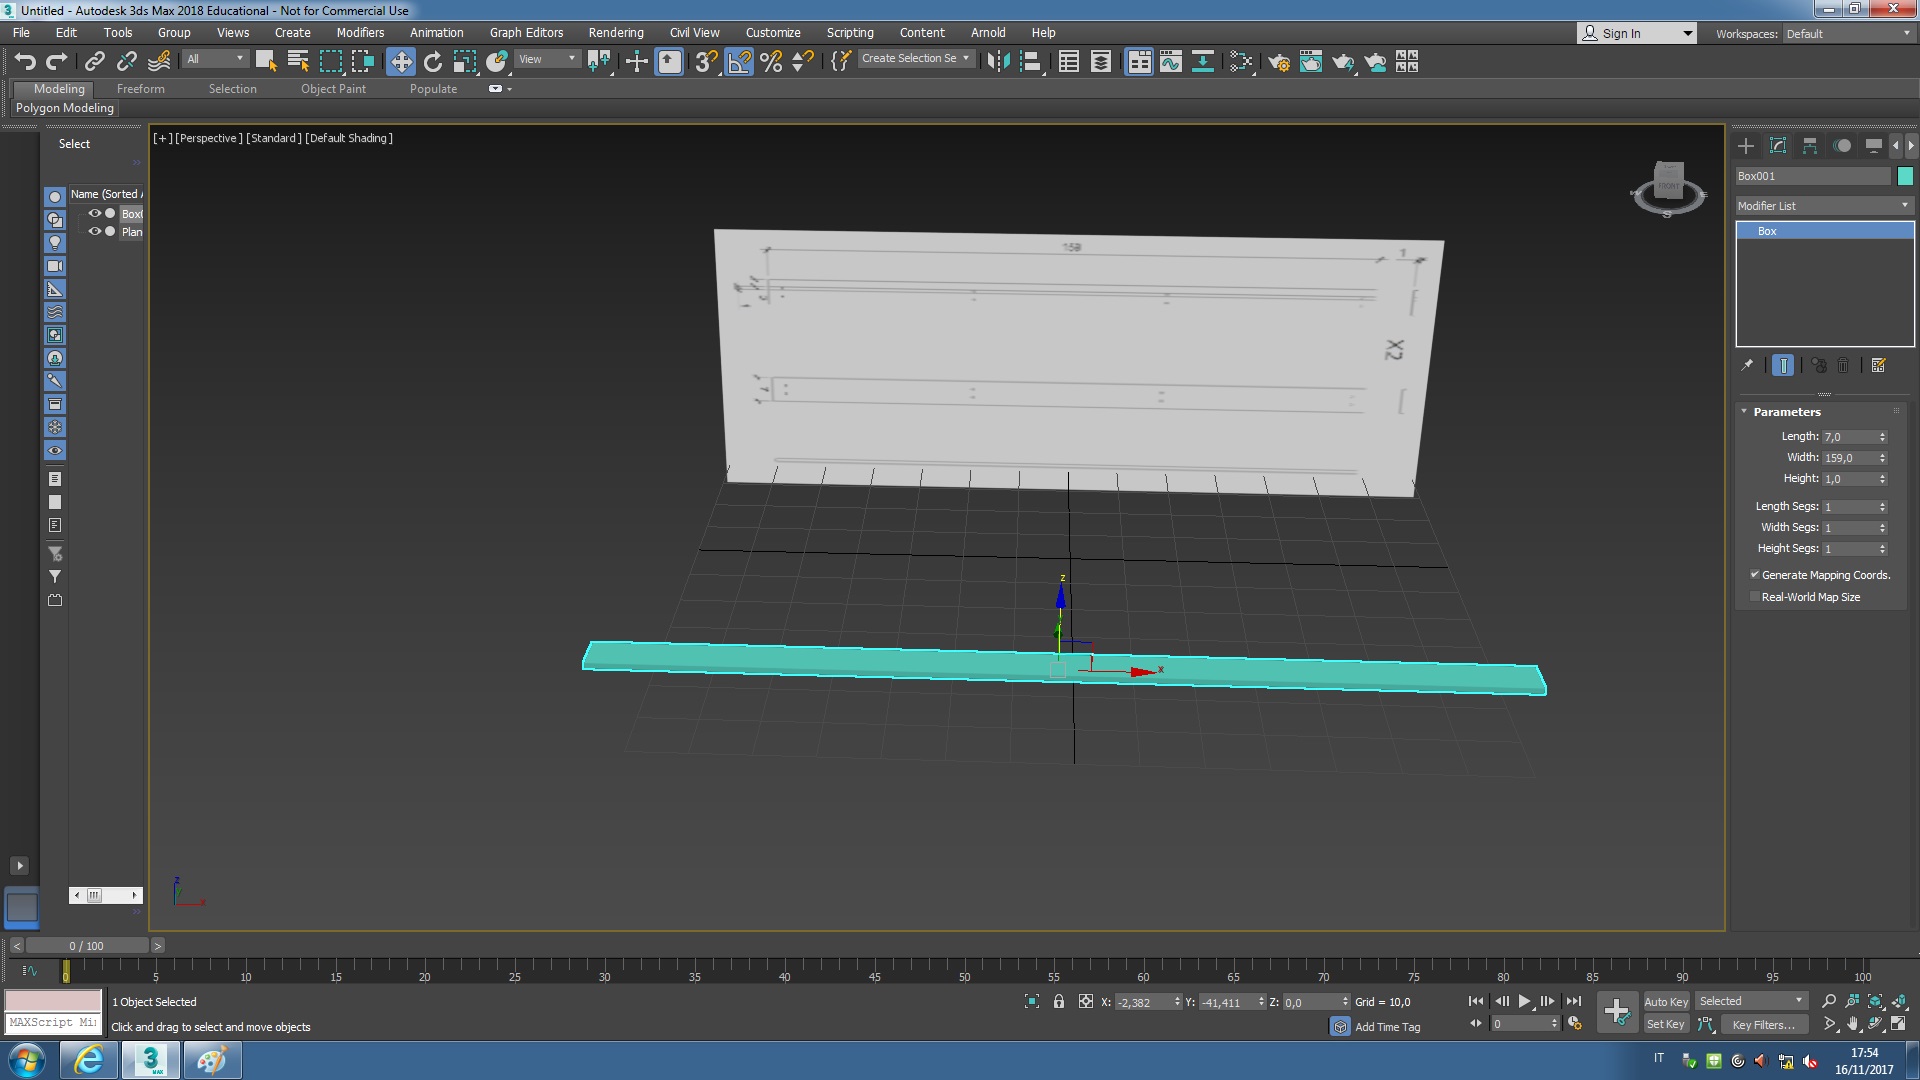 Untitled - Autodesk 3ds Max 2018 Educational - Not for Commercial Use
File Edit Tools Group Views Create Modifiers Animation Graph Editors Rendering Civil View Customize Scripting Content Arnold Help
Sign In
Workspaces: Default
All
View
3
Create Selection Se
Modeling Freeform Selection Object Paint Populate
Polygon Modeling
Select
[+] [Perspective] [Standard] [Default Shading]
Name (Sorted A
Box0
Plan
159
1
X2
FRONT
S
z
x
z
x
Box001
Modifier List
Box
Parameters
Length: 7,0
Width: 159,0
Height: 1,0
Length Segs: 1
Width Segs: 1
Height Segs: 1
Generate Mapping Coords.
Real-World Map Size
< 0 / 100 >
0 5 10 15 20 25 30 35 40 45 50 55 60 65 70 75 80 85 90 95 100
1 Object Selected
X: -2,382 Y: -41,411 Z: 0,0 Grid = 10,0
Auto Key Selected
MAXScript Mi
Click and drag to select and move objects
Add Time Tag
0
Set Key Key Filters...
3
MAX
IT
17:54
16/11/2017